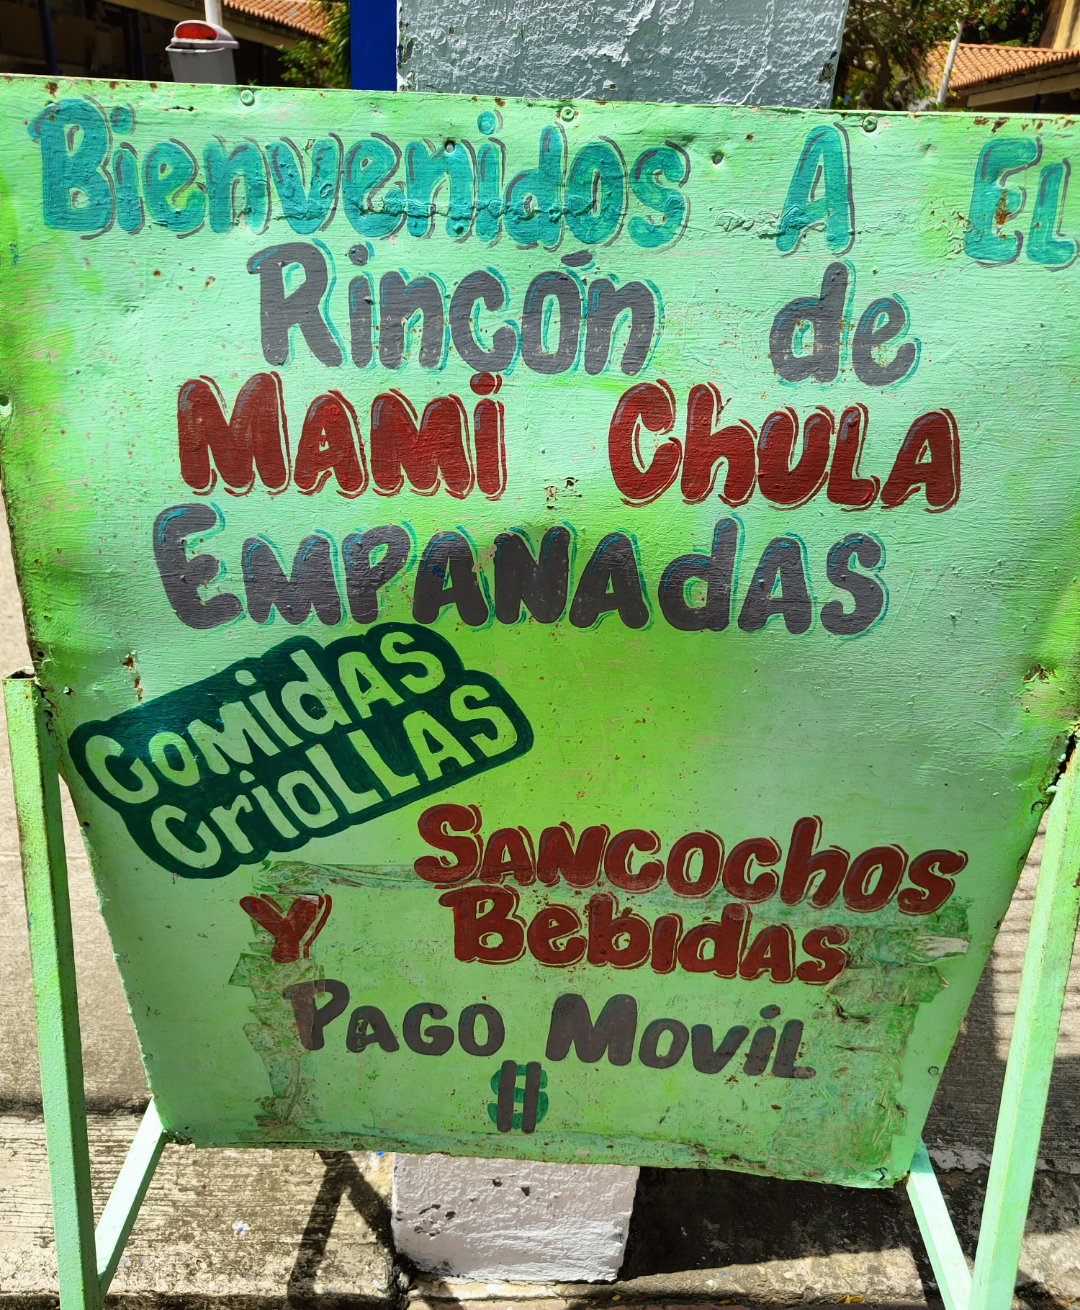 Bienvenidos A EL
Rincón de
MAMi ChULA
EMPANAdAS
ComidAS
CrioLLAS
SANCOchos
Y BebidAS
PAGO MoviL
$